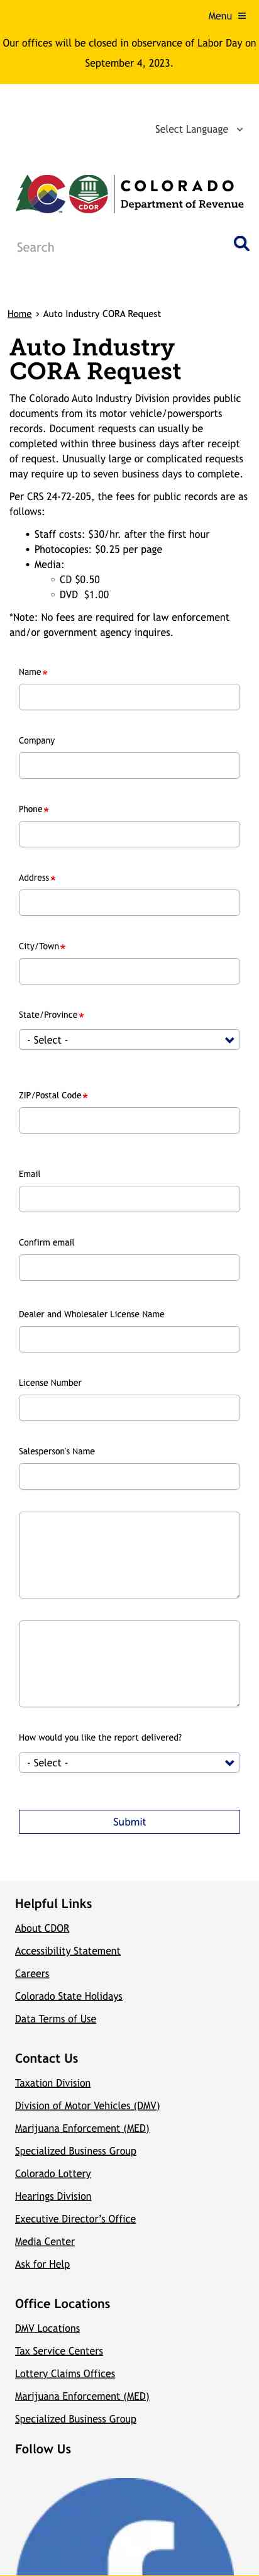 Menu ≡
Our offices will be closed in observance of Labor Day on
September 4, 2023.
Select Language
CDOR
COLORADO
Department of Revenue
Search
Home › Auto Industry CORA Request
Auto Industry
CORA Request
The Colorado Auto Industry Division provides public
documents from its motor vehicle/powersports
records. Document requests can usually be
completed within three business days after receipt
of request. Unusually large or complicated requests
may require up to seven business days to complete.
Per CRS 24-72-205, the fees for public records are as
follows:
• Staff costs: $30/hr. after the first hour
• Photocopies: $0.25 per page
• Media:
◦ CD $0.50
◦ DVD $1.00
*Note: No fees are required for law enforcement
and/or government agency inquires.
Name*
Company
Phone*
Address*
City/Town*
State/Province*
- Select -
ZIP/Postal Code*
Email
Confirm email
Dealer and Wholesaler License Name
License Number
Salesperson's Name
How would you like the report delivered?
- Select -
Submit
Helpful Links
About CDOR
Accessibility Statement
Careers
Colorado State Holidays
Data Terms of Use
Contact Us
Taxation Division
Division of Motor Vehicles (DMV)
Marijuana Enforcement (MED)
Specialized Business Group
Colorado Lottery
Hearings Division
Executive Director’s Office
Media Center
Ask for Help
Office Locations
DMV Locations
Tax Service Centers
Lottery Claims Offices
Marijuana Enforcement (MED)
Specialized Business Group
Follow Us